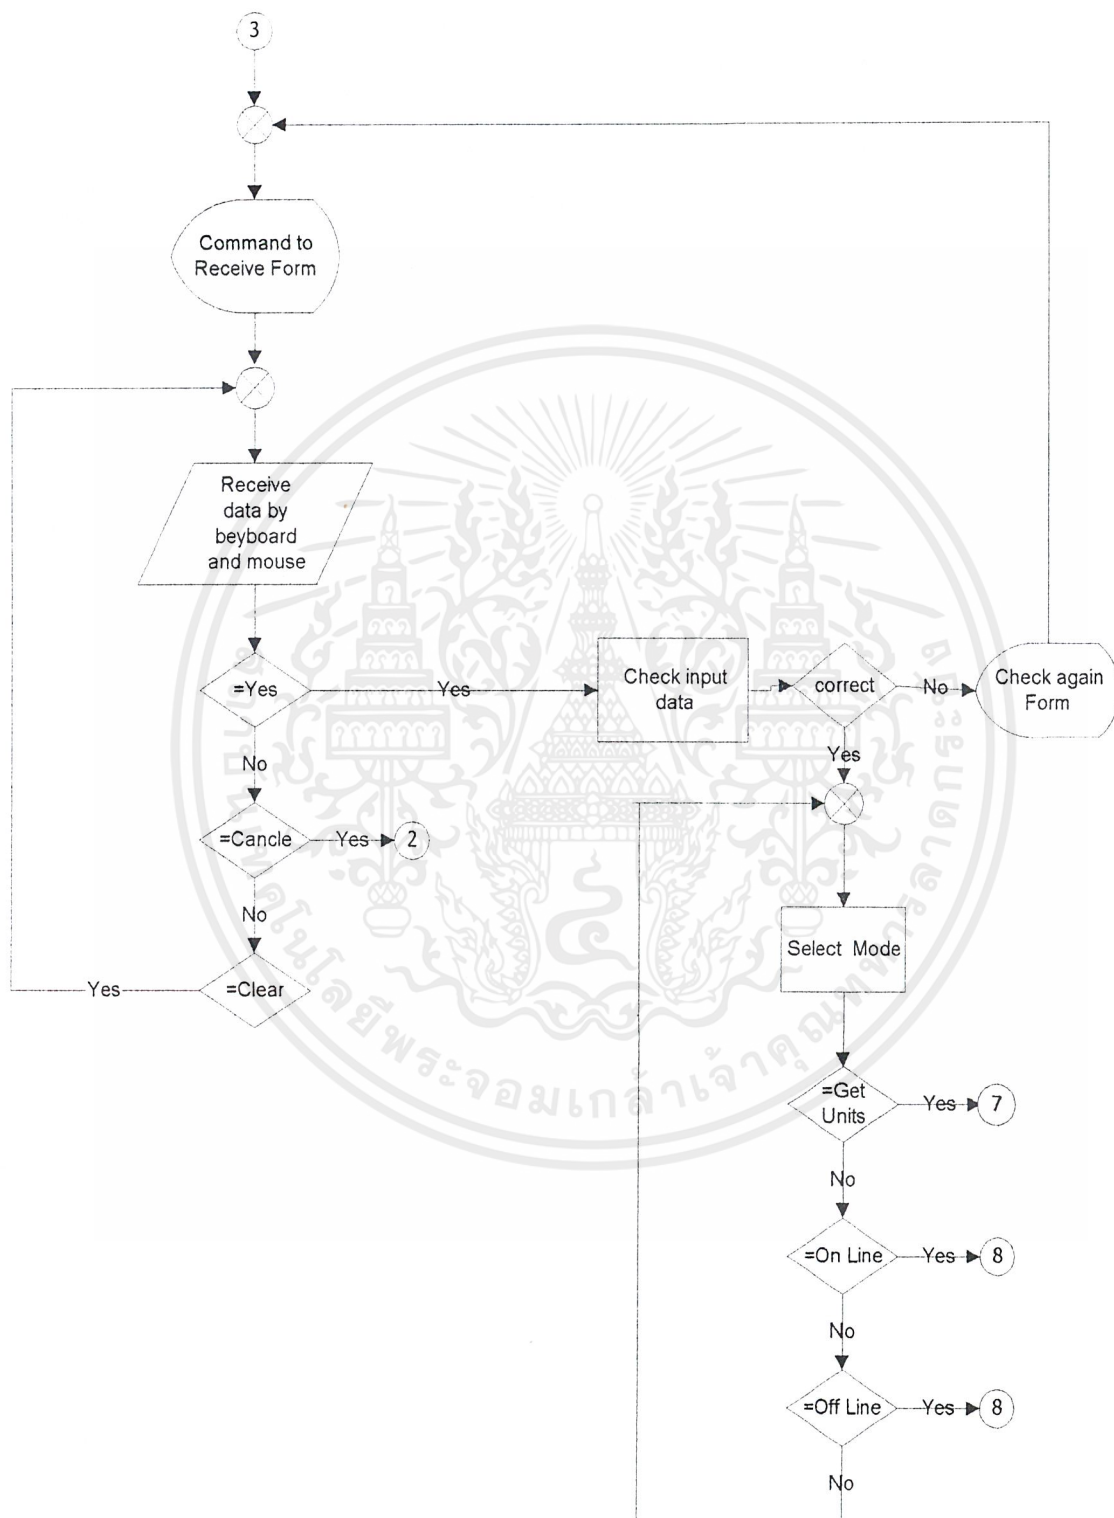 3
Command to
Receive Form
Receive
data by
beyboard
and mouse
=Yes
Yes
Check input
data
correct
No
Check again
Form
No
Yes
=Cancle
Yes
2
No
Select Mode
=Clear
Yes
=Get
Units
Yes
7
No
=On Line
Yes
8
No
=Off Line
Yes
8
No